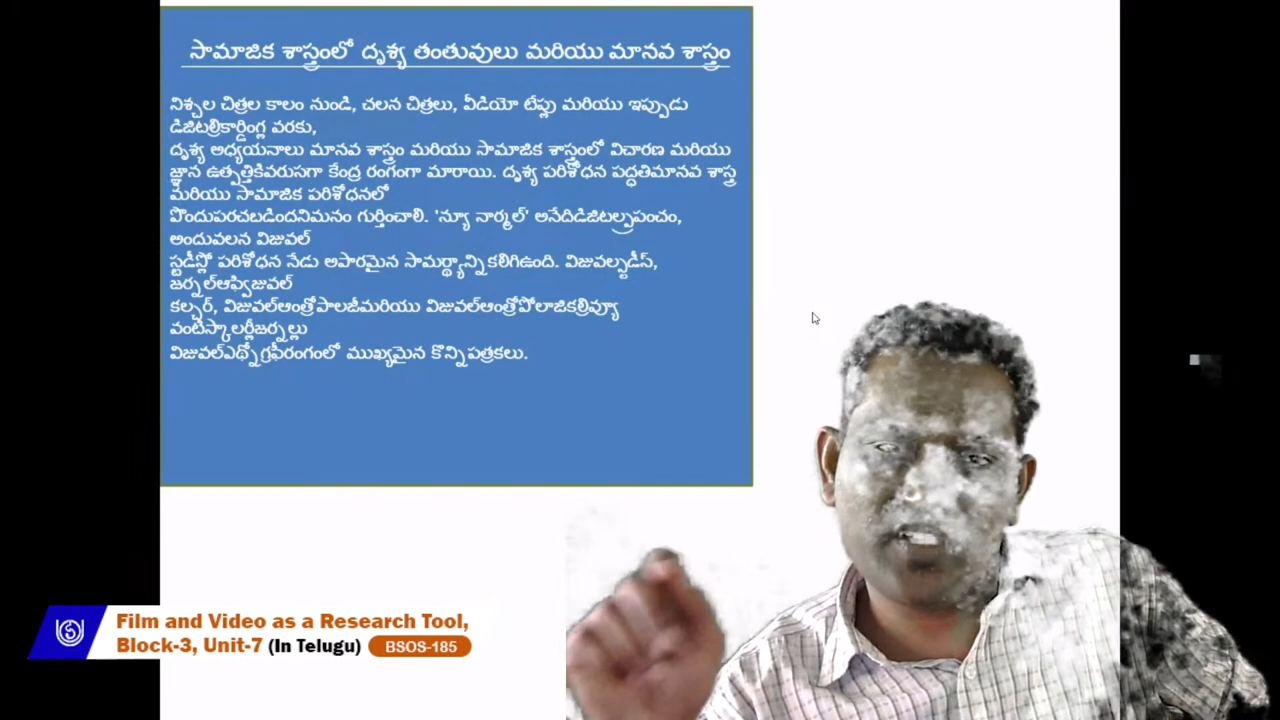 సామాజిక శాస్త్రంలో దృశ్య తంతువులు మరియు మానవ శాస్త్రం
నిశ్చల చిత్రల కాలం నుండి, చలన చిత్రలు, వీడియో టేప్లు మరియు ఇప్పుడు
డిజిటల్రికార్డింగ్ల వరకు,
దృశ్య అధ్యయనాలు మానవ శాస్త్రం మరియు సామాజిక శాస్త్రంలో విచారణ మరియు
జ్ఞాన ఉత్పత్తికివరుసగా కేంద్ర రంగంగా మారాయి. దృశ్య పరిశోధన పద్ధతిమానవ శాస్త్ర
మరియు సామాజిక పరిశోధనలో
పొందుపరచబడిందనిమనం గుర్తించాలి. 'న్యూ నార్మల్' అనేదిడిజిటల్ప్రపంచం,
అందువలన విజువల్
స్టడీస్లో పరిశోధన నేడు అపారమైన సామర్థ్యాన్నికలిగిఉంది. విజువల్స్టడీస్,
జర్నల్ఆఫ్విజువల్
కల్చర్, విజువల్ఆంత్రోపాలజీమరియు విజువల్ఆంత్రోపోలాజికల్రివ్యూ
వంటిస్కాలర్లీజర్నల్లు
విజువల్ఎథ్నోగ్రఫీరంగంలో ముఖ్యమైన కొన్నిపత్రకలు.
Film and Video as a Research Tool,
Block-3, Unit-7 (In Telugu) BSOS-185